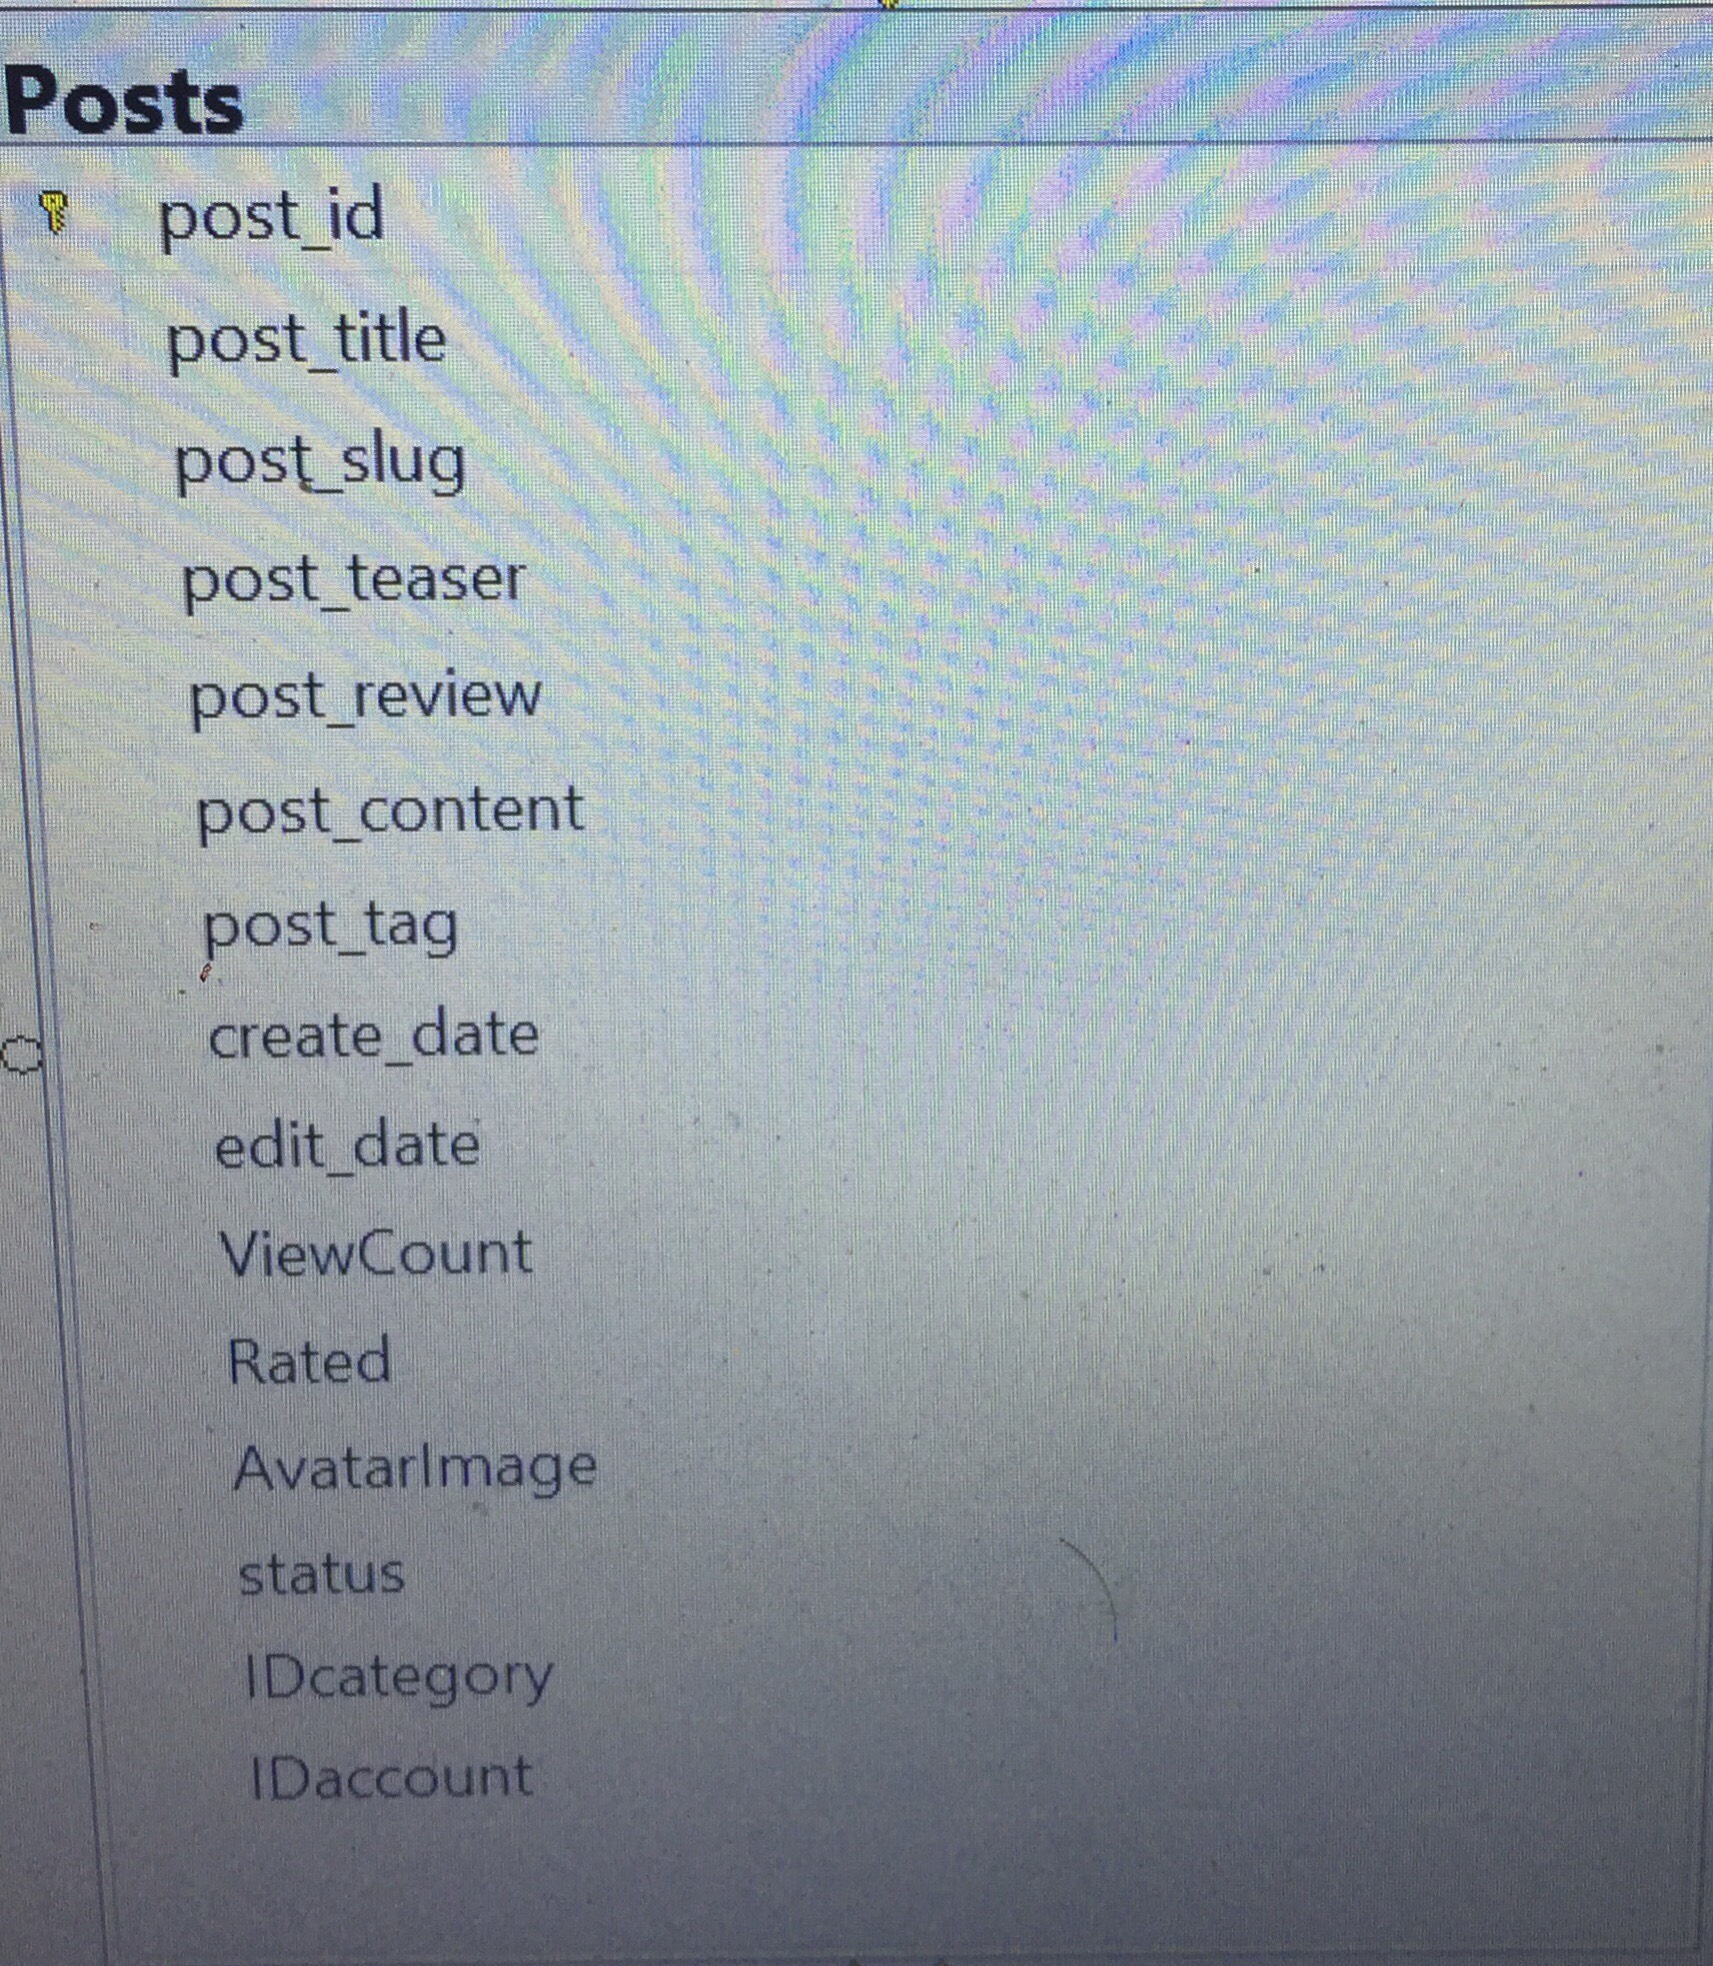 Posts
post_id
post_title
post_slug
post_teaser
post_review
post_content
post_tag
create_date
edit_date
ViewCount
Rated
AvatarImage
status
IDcategory
IDaccount